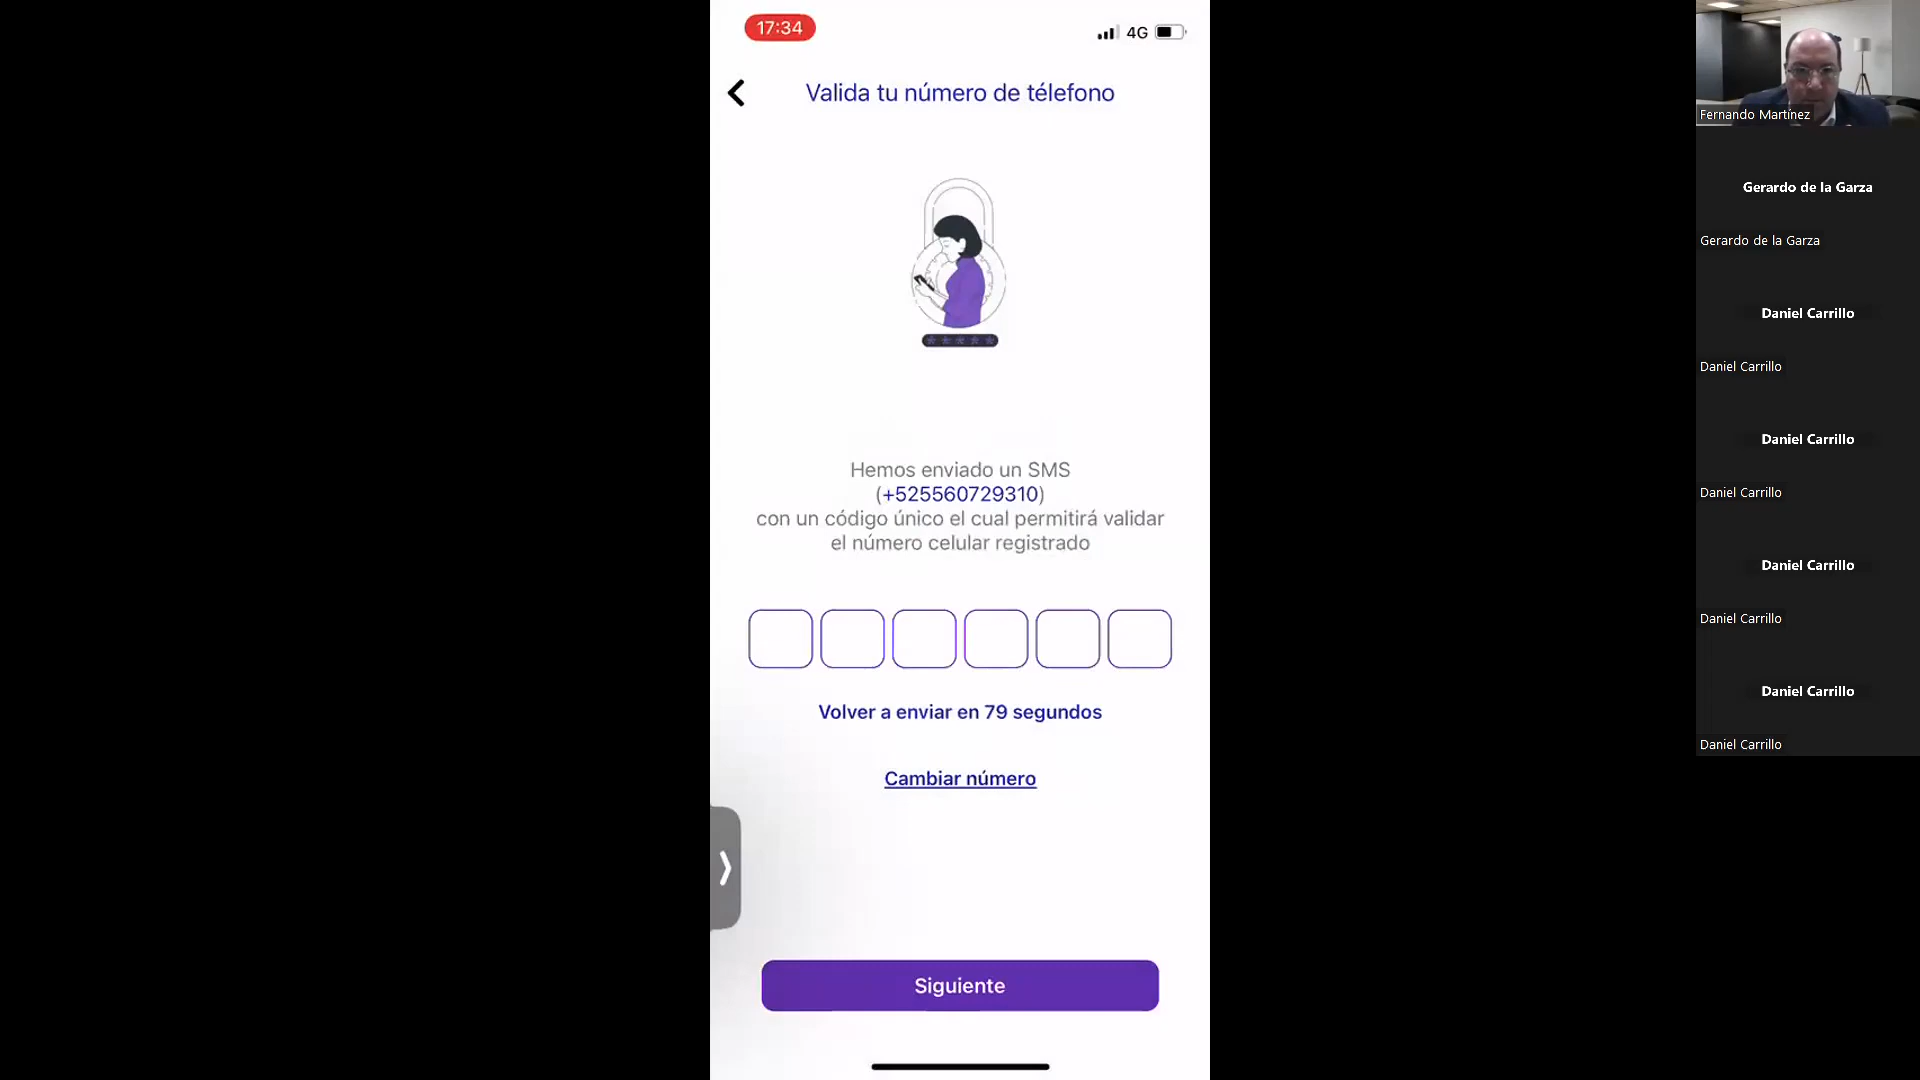 17:34
4G
Valida tu número de télefono
Hemos enviado un SMS
(+525560729310)
con un código único el cual permitirá validar
el número celular registrado
Volver a enviar en 79 segundos
Cambiar número
Siguiente
Fernando Martínez
Gerardo de la Garza
Gerardo de la Garza
Daniel Carrillo
Daniel Carrillo
Daniel Carrillo
Daniel Carrillo
Daniel Carrillo
Daniel Carrillo
Daniel Carrillo
Daniel Carrillo